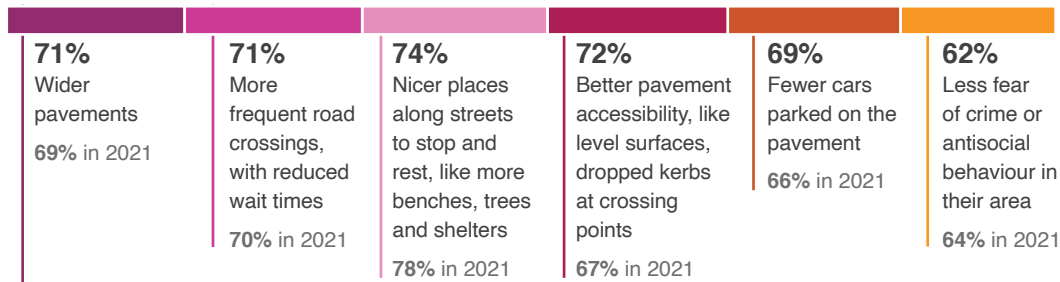 71%
Wider
pavements
69% in 2021
71%
More
frequent road
crossings,
with reduced
wait times
70% in 2021
74%
Nicer places
along streets
to stop and
rest, like more
benches, trees
and shelters
78% in 2021
72%
Better pavement
accessibility, like
level surfaces,
dropped kerbs
at crossing
points
67% in 2021
69%
Fewer cars
parked on the
pavement
66% in 2021
62%
Less fear
of crime or
antisocial
behaviour in
their area
64% in 2021